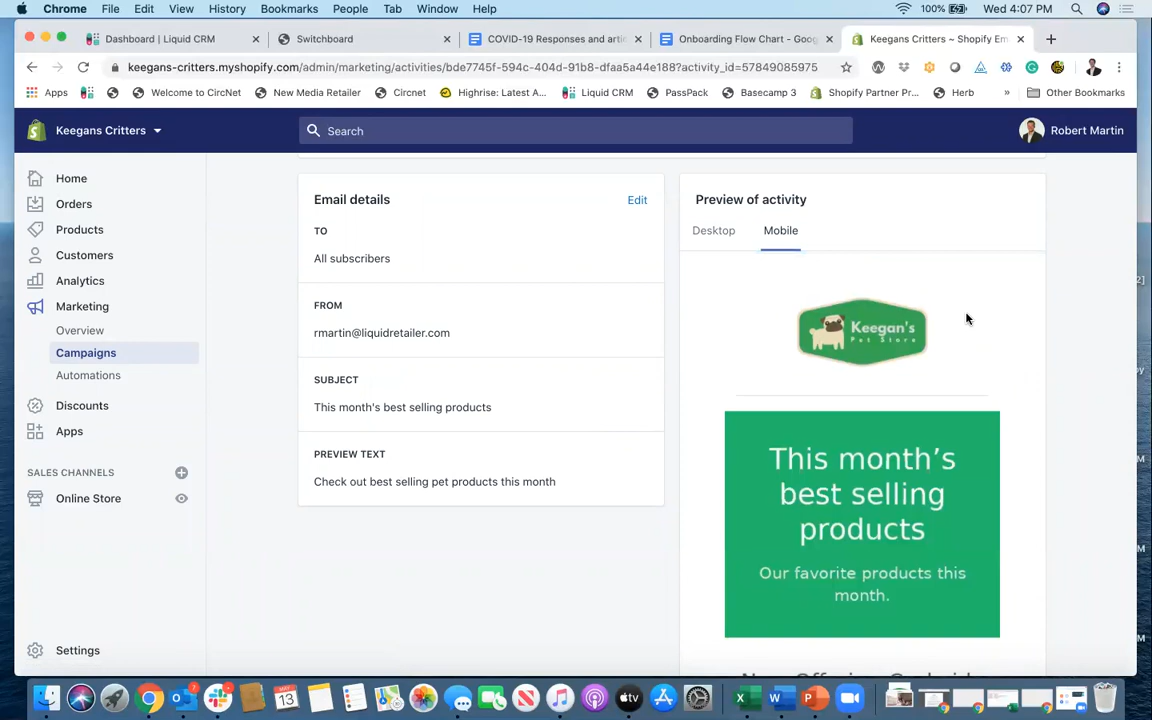 Chrome File Edit View History Bookmarks People Tab Window Help 100% Wed 4:07 PM
Dashboard | Liquid CRM
Switchboard
COVID-19 Responses and artic
Onboarding Flow Chart - Goog
Keegans Critters ~ Shopify Em
keegans-critters.myshopify.com/admin/marketing/activities/bde7745f-594c-404d-91b8-dfaa5a44e188?activity_id=57849085975
Apps Welcome to CircNet New Media Retailer Circnet Highrise: Latest A... Liquid CRM PassPack Basecamp 3 Shopify Partner Pr... Herb » Other Bookmarks
Keegans Critters
Search
Robert Martin
Home
Orders
Products
Customers
Analytics
Marketing
Overview
Campaigns
Automations
Discounts
Apps
SALES CHANNELS
Online Store
Settings
Email details
Edit
TO
All subscribers
FROM
rmartin@liquidretailer.com
SUBJECT
This month's best selling products
PREVIEW TEXT
Check out best selling pet products this month
Preview of activity
Desktop Mobile
Keegan's
Pet Store
This month's
best selling
products
Our favorite products this
month.
MAY
13